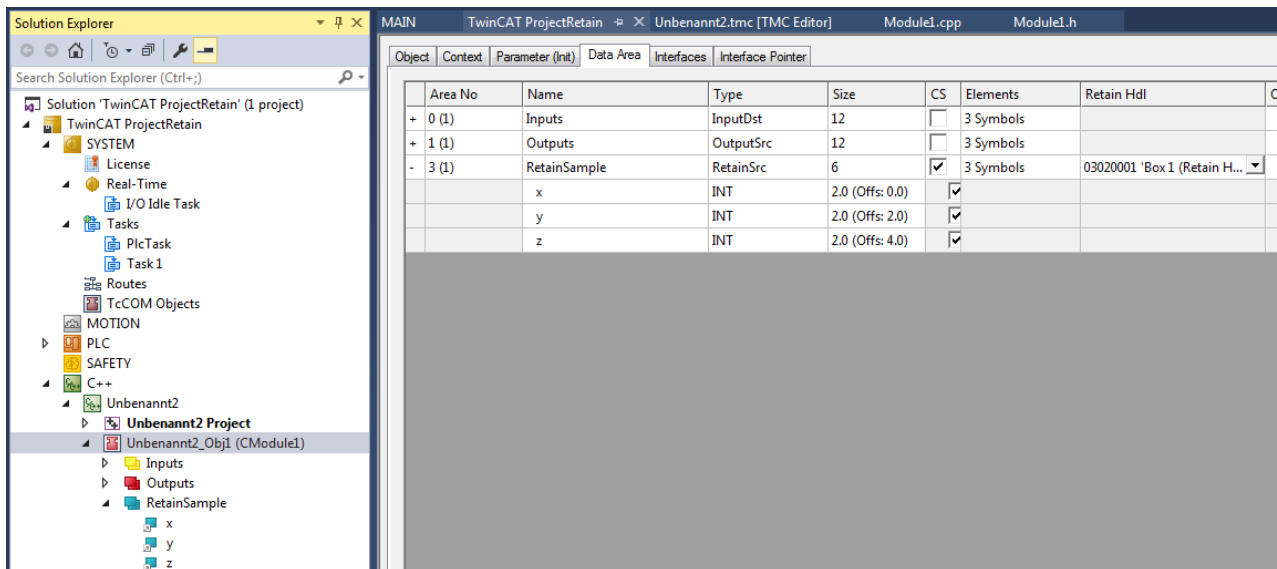 Solution Explorer
Search Solution Explorer (Ctrl+;)
Solution 'TwinCAT ProjectRetain' (1 project)
TwinCAT ProjectRetain
SYSTEM
License
Real-Time
I/O Idle Task
Tasks
PlcTask
Task 1
Routes
TcCOM Objects
MOTION
PLC
SAFETY
C++
Unbenannt2
Unbenannt2 Project
Unbenannt2_Obj1 (CModule1)
Inputs
Outputs
RetainSample
x
y
z
MAIN TwinCAT ProjectRetain Unbenannt2.tmc [TMC Editor] Module1.cpp Module1.h
Object Context Parameter (Init) Data Area Interfaces Interface Pointer
Area No Name Type Size CS Elements Retain Hdl C
+ 0 (1) Inputs InputDst 12 3 Symbols
+ 1 (1) Outputs OutputSrc 12 3 Symbols
- 3 (1) RetainSample RetainSrc 6 3 Symbols 03020001 'Box 1 (Retain H...
x INT 2.0 (Offs: 0.0)
y INT 2.0 (Offs: 2.0)
z INT 2.0 (Offs: 4.0)